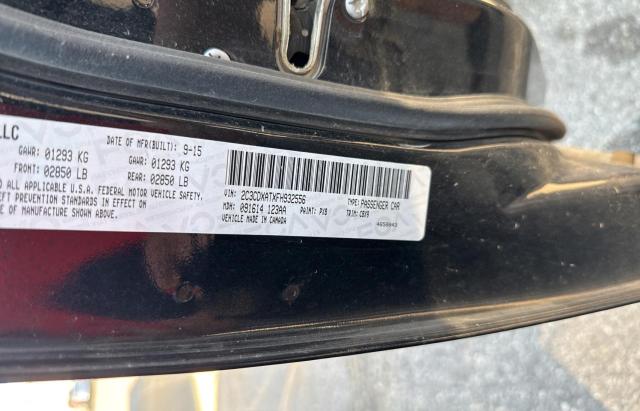 LLC
DATE OF MFR(BUILT): 9-15
GAWR: 01293 KG GAWR: 01293 KG
FRONT: 02850 LB REAR: 02850 LB
O ALL APPLICABLE U.S.A. FEDERAL MOTOR VEHICLE SAFETY,
EFT PREVENTION STANDARDS IN EFFECT ON
OF MANUFACTURE SHOWN ABOVE.
VIN: 2C3CDXATXFH932556 TYPE: PASSENGER CAR
MDH: 091614 123AA PAINT: PX8 TRIM: CBX9
VEHICLE MADE IN CANADA